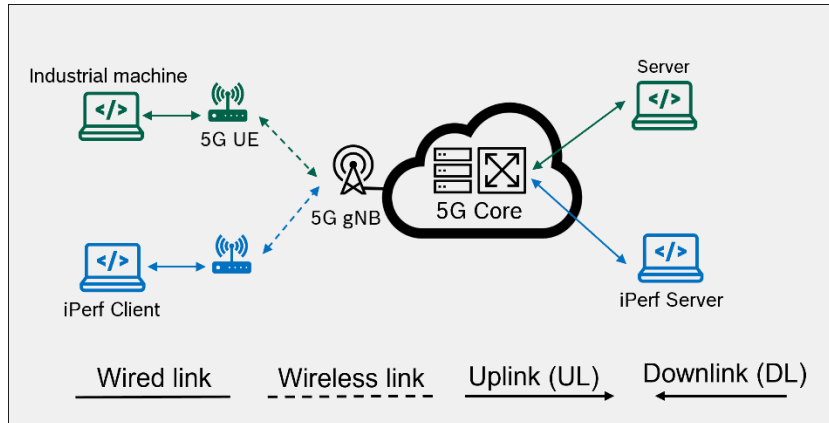 Industrial machine
</>
5G UE
Server
</>
5G gNB
5G Core
</>
iPerf Client
</>
iPerf Server
Wired link
Wireless link
Uplink (UL)
Downlink (DL)